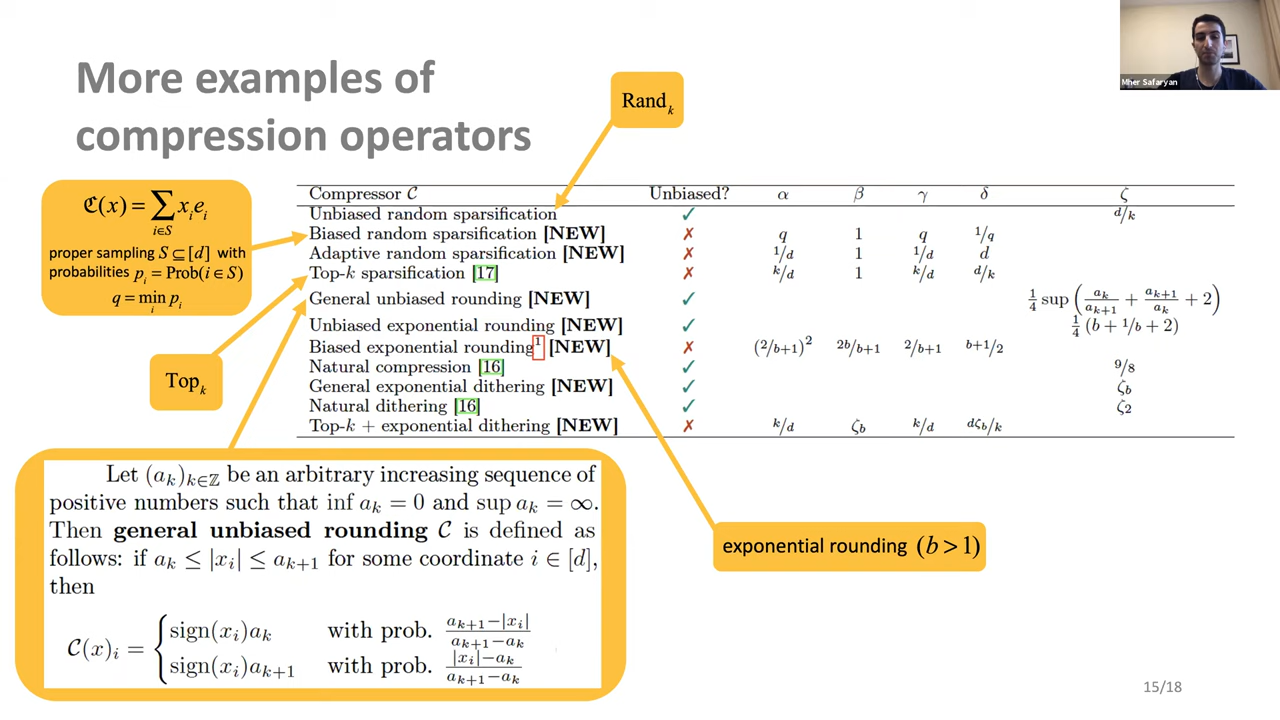 More examples of
compression operators
Mher Safaryan
Rand_k
ℭ(x) = ∑_{i∈S} x_i e_i
proper sampling S ⊆ [d] with
probabilities p_i = Prob(i ∈ S)
q = min_i p_i
Top_k
Compressor 𝒞 Unbiased? α β γ δ ζ
Unbiased random sparsification ✓ d/k
Biased random sparsification [NEW] ✗ q 1 q 1/q
Adaptive random sparsification [NEW] ✗ 1/d 1 1/d d
Top-k sparsification [17] ✗ k/d 1 k/d d/k
General unbiased rounding [NEW] ✓ 1/4 sup (a_k/a_{k+1} + a_{k+1}/a_k + 2)
Unbiased exponential rounding [NEW] ✓ 1/4 (b + 1/b + 2)
Biased exponential rounding¹ [NEW] ✗ (2/b+1)² 2b/b+1 2/b+1 b+1/2
Natural compression [16] ✓ 9/8
General exponential dithering [NEW] ✓ ζ_b
Natural dithering [16] ✓ ζ_2
Top-k + exponential dithering [NEW] ✗ k/d ζ_b k/d dζ_b/k
Let (a_k)_{k∈ℤ} be an arbitrary increasing sequence of
positive numbers such that inf a_k = 0 and sup a_k = ∞.
Then general unbiased rounding 𝒞 is defined as
follows: if a_k ≤ |x_i| ≤ a_{k+1} for some coordinate i ∈ [d],
then
𝒞(x)_i = { sign(x_i)a_k with prob. a_{k+1}−|x_i| / a_{k+1}−a_k
sign(x_i)a_{k+1} with prob. |x_i|−a_k / a_{k+1}−a_k
exponential rounding (b > 1)
15/18